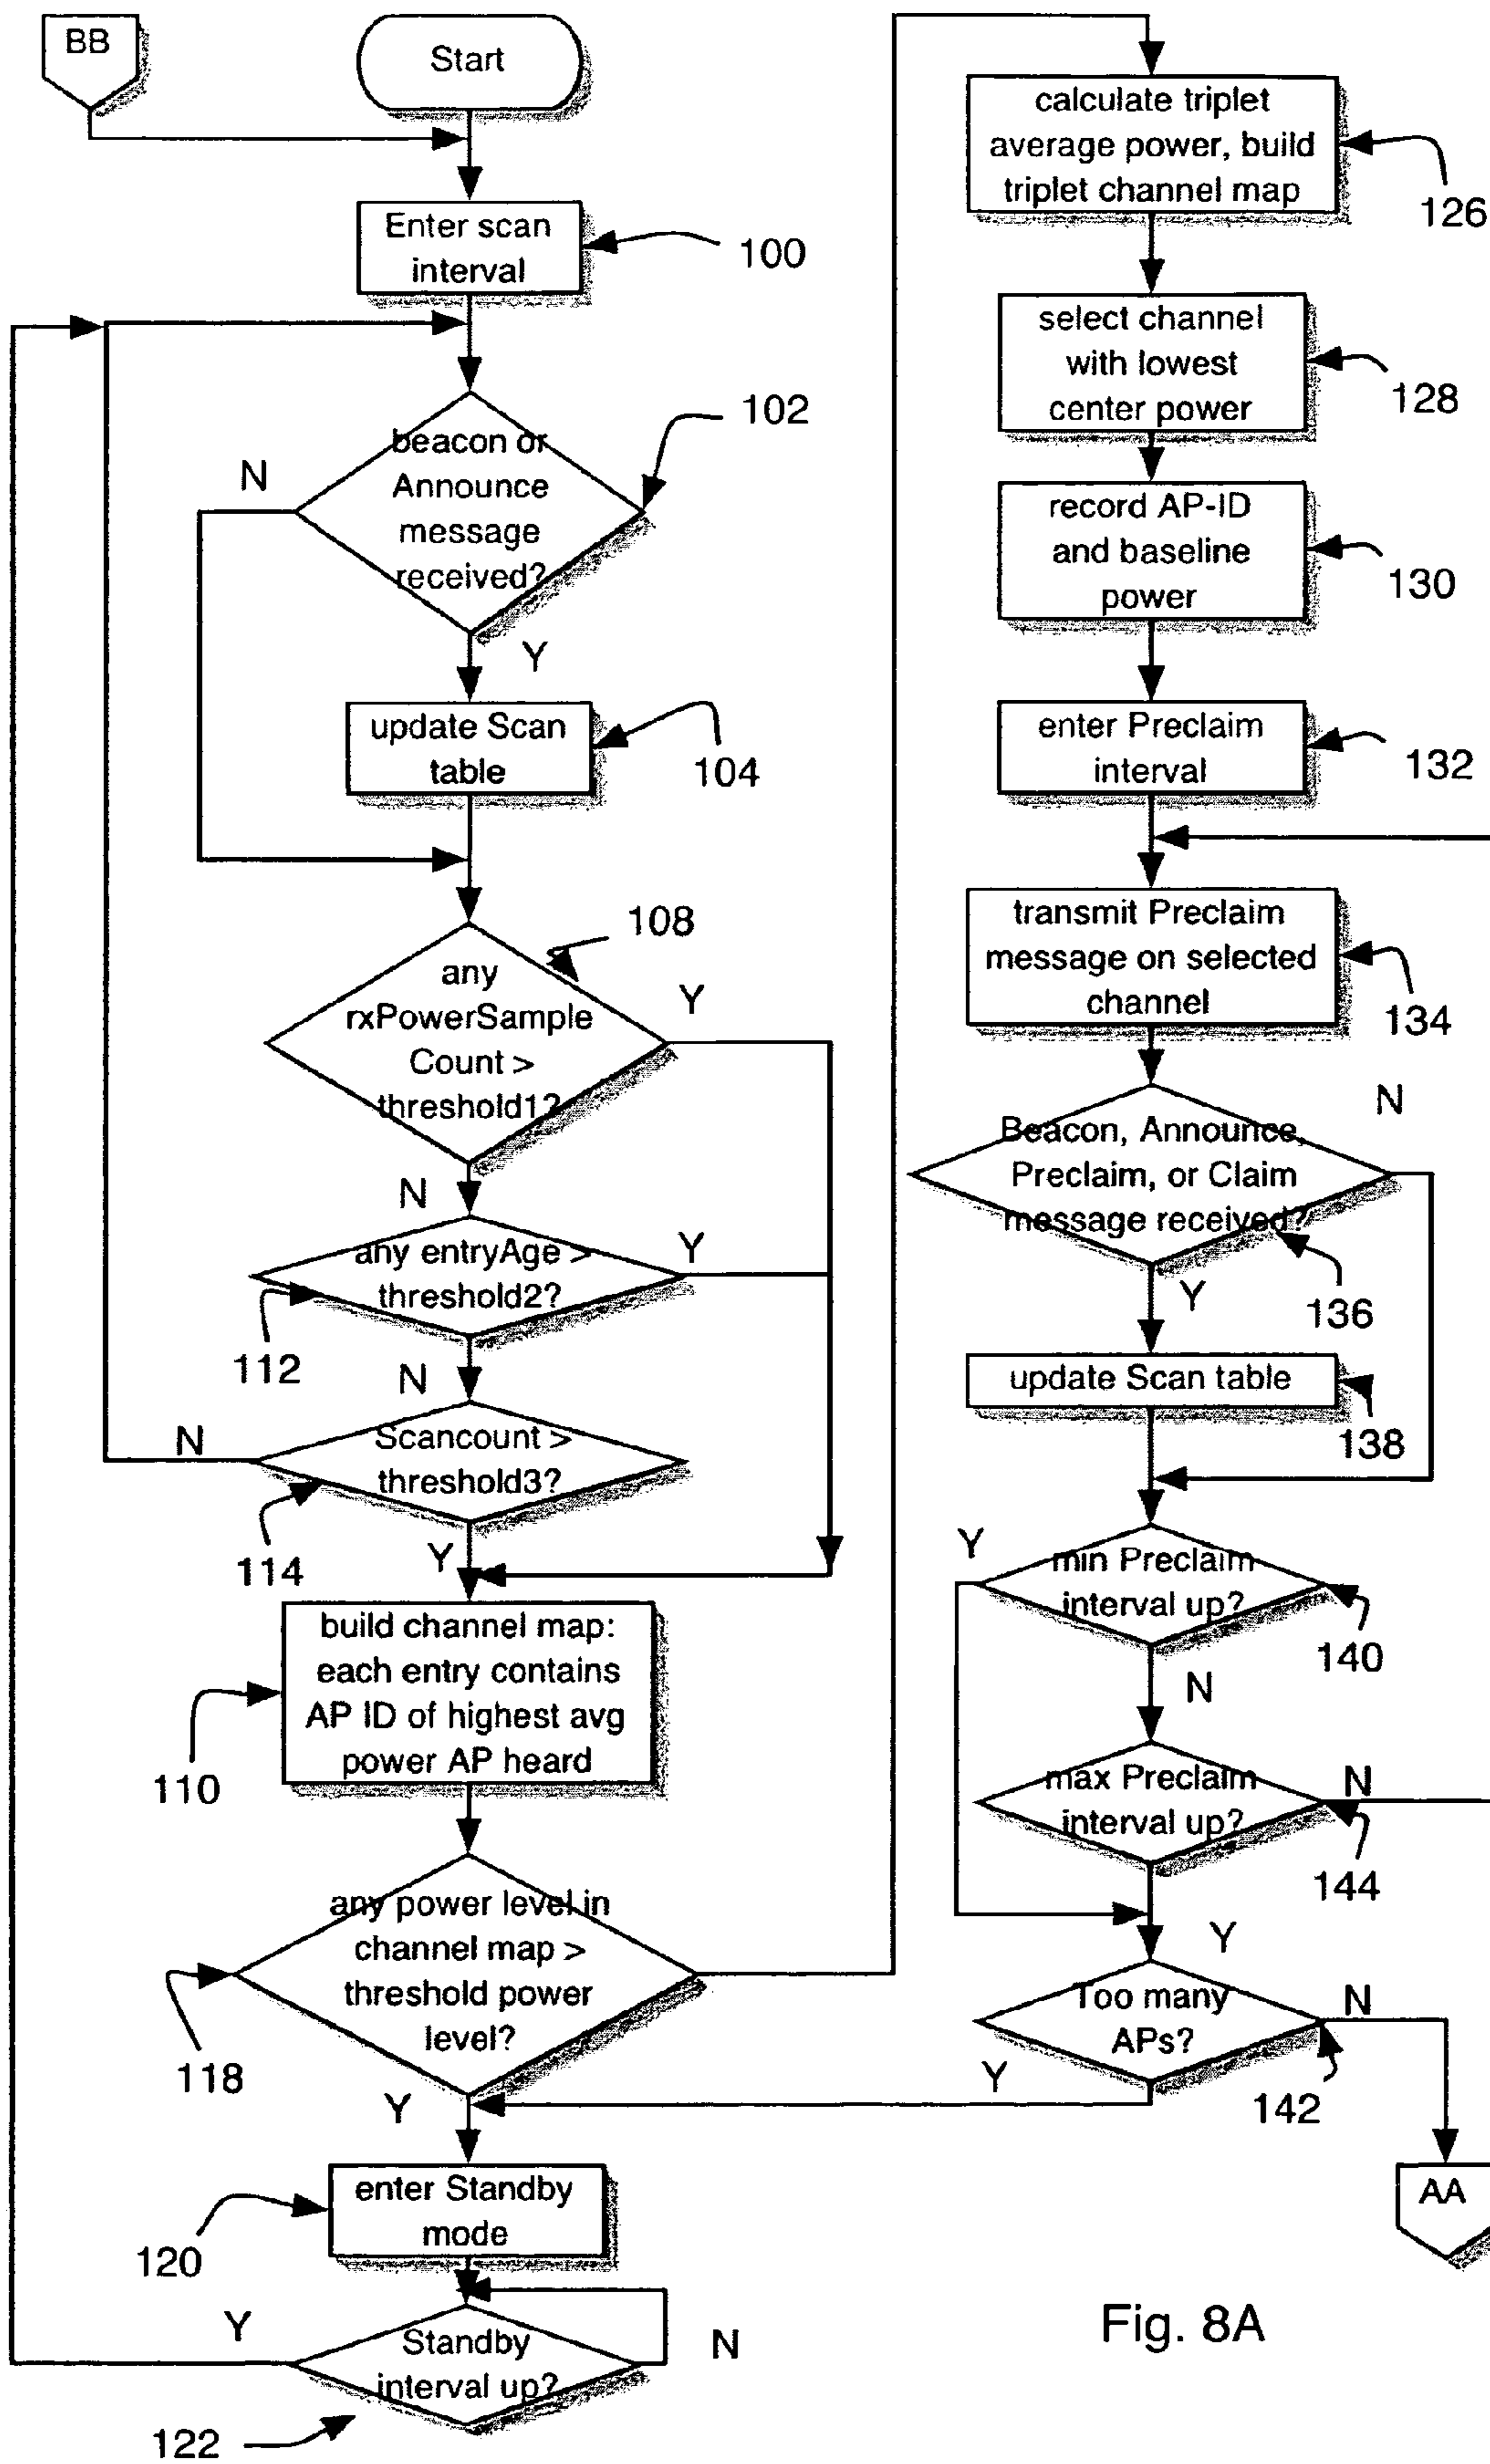 BB
Start
Enter scan
interval
100
N
beacon or
Announce
message
received?
102
Y
update Scan
table
104
108
any
rxPowerSample
Count >
threshold1?
Y
N
any entryAge >
threshold2?
Y
112
N
N
Scancount >
threshold3?
114
Y
build channel map:
each entry contains
AP ID of highest avg
power AP heard
110
any power level in
channel map >
threshold power
level?
118
Y
enter Standby
mode
120
Y
Standby
interval up?
N
122
calculate triplet
average power, build
triplet channel map
126
select channel
with lowest
center power
128
record AP-ID
and baseline
power
130
enter Preclaim
interval
132
transmit Preclaim
message on selected
channel
134
N
Beacon, Announce,
Preclaim, or Claim
message received?
Y
136
update Scan table
138
Y
min Preclaim
interval up?
140
N
max Preclaim
interval up?
N
144
Y
Too many
APs?
N
Y
142
AA
Fig. 8A